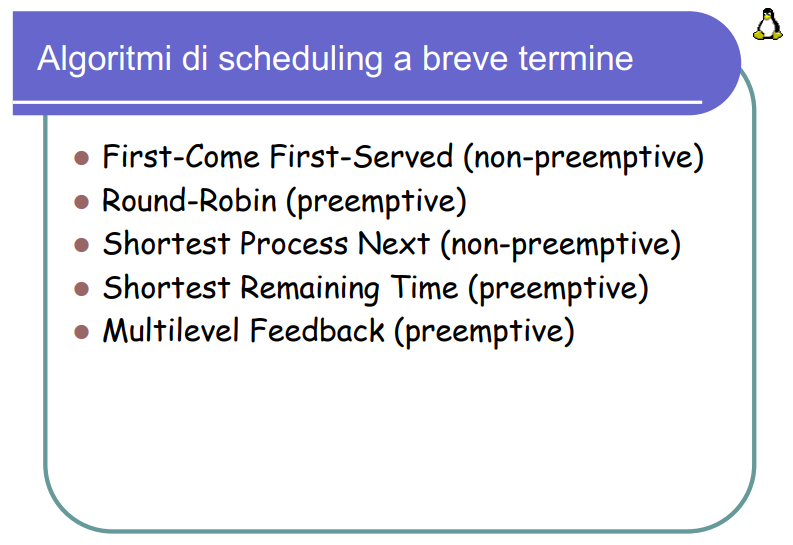 Algoritmi di scheduling a breve termine
First-Come First-Served (non-preemptive)
Round-Robin (preemptive)
Shortest Process Next (non-preemptive)
Shortest Remaining Time (preemptive)
Multilevel Feedback (preemptive)